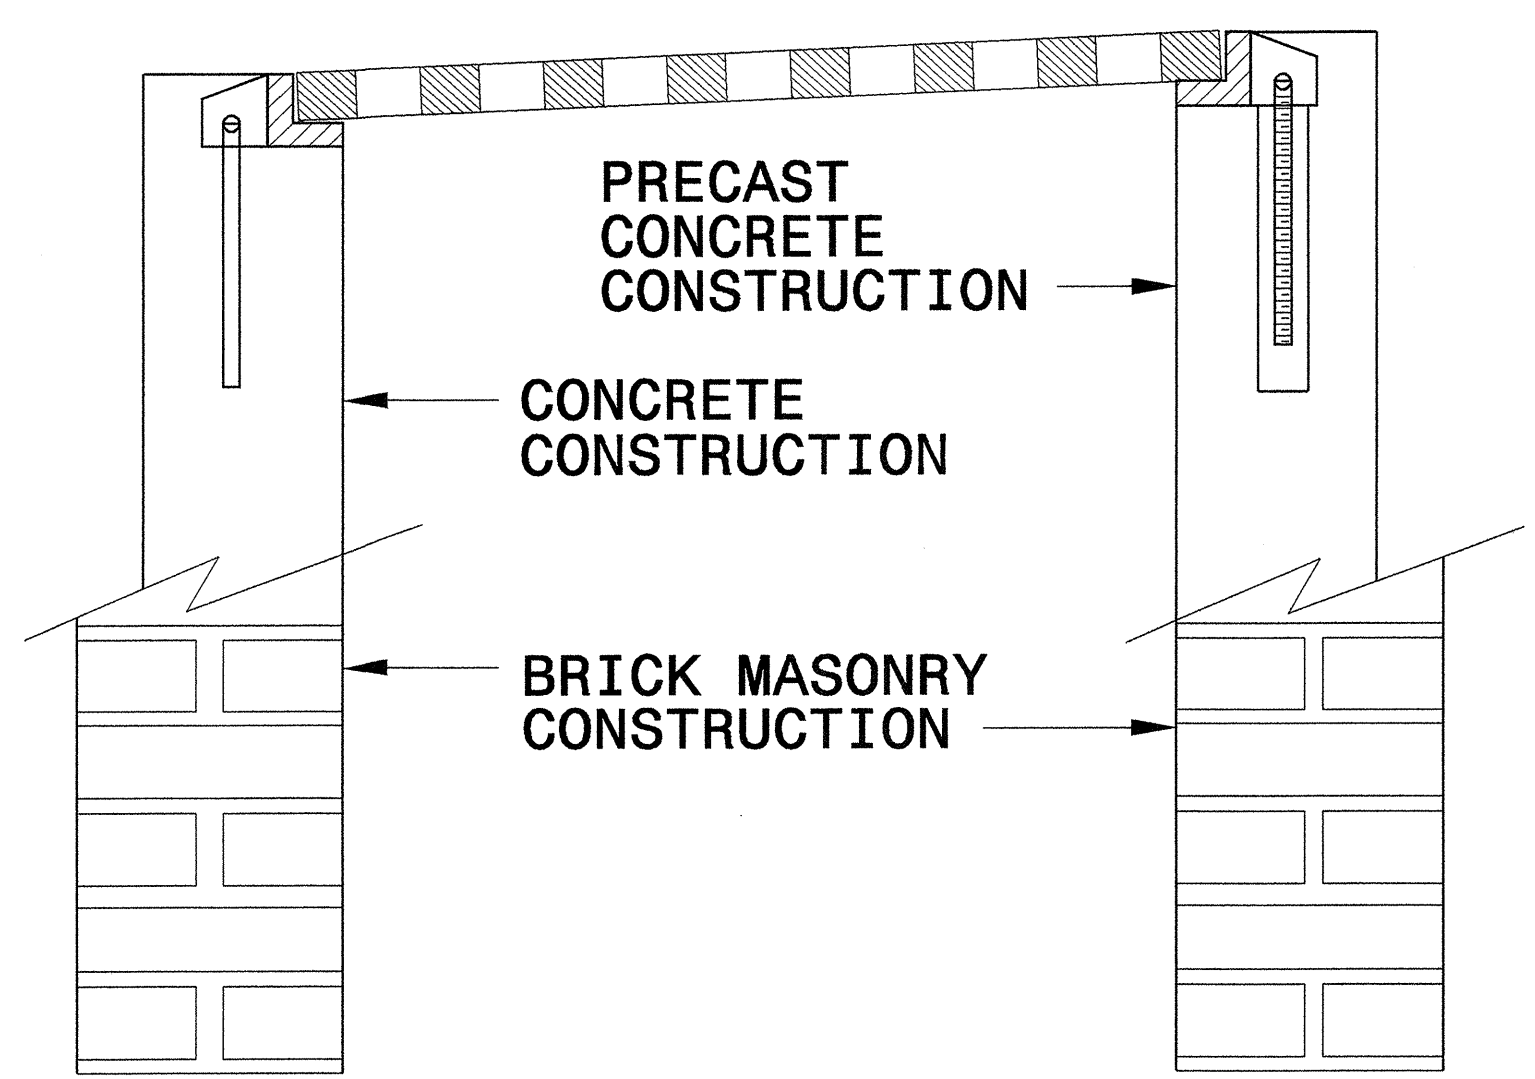 PRECAST
CONCRETE
CONSTRUCTION
CONCRETE
CONSTRUCTION
BRICK MASONRY
CONSTRUCTION